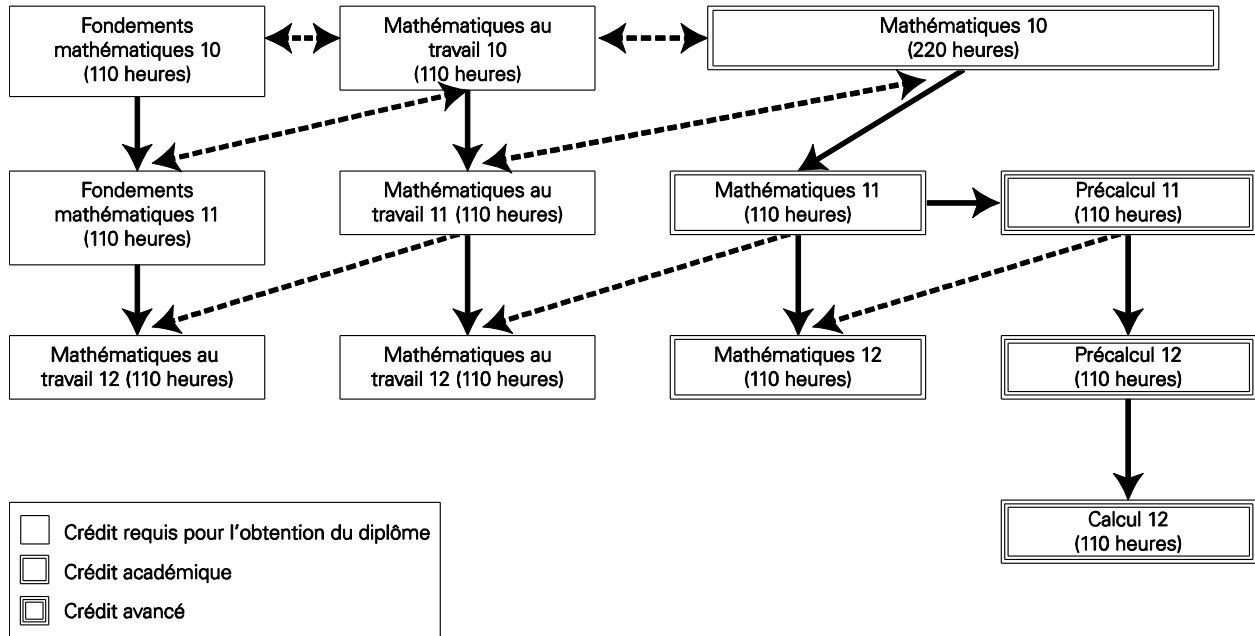 Fondements
mathématiques 10
(110 heures)
Mathématiques au
travail 10
(110 heures)
Mathématiques 10
(220 heures)
Fondements
mathématiques 11
(110 heures)
Mathématiques au
travail 11 (110 heures)
Mathématiques 11
(110 heures)
Précalcul 11
(110 heures)
Mathématiques au
travail 12 (110 heures)
Mathématiques au
travail 12 (110 heures)
Mathématiques 12
(110 heures)
Précalcul 12
(110 heures)
Calcul 12
(110 heures)
Crédit requis pour l’obtention du diplôme
Crédit académique
Crédit avancé